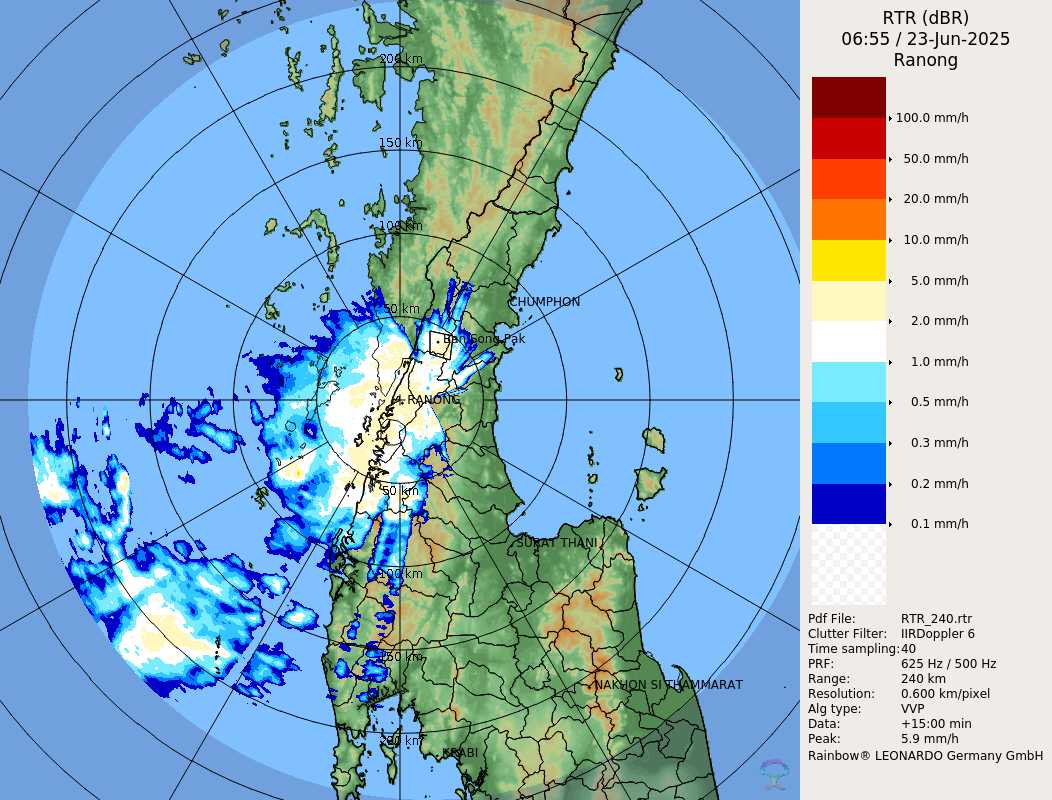 RTR (dBR)
06:55 / 23-Jun-2025
Ranong
100.0 mm/h
50.0 mm/h
20.0 mm/h
10.0 mm/h
5.0 mm/h
2.0 mm/h
1.0 mm/h
0.5 mm/h
0.3 mm/h
0.2 mm/h
0.1 mm/h
Pdf File: RTR_240.rtr
Clutter Filter: IIRDoppler 6
Time sampling: 40
PRF: 625 Hz / 500 Hz
Range: 240 km
Resolution: 0.600 km/pixel
Alg type: VVP
Data: +15:00 min
Peak: 5.9 mm/h
Rainbow® LEONARDO Germany GmbH
200 km
150 km
100 km
CHUMPHON
50 km
Ban Song Pak
RANONG
50 km
SURAT THANI
100 km
150 km
NAKHON SI THAMMARAT
200 km
KRABI